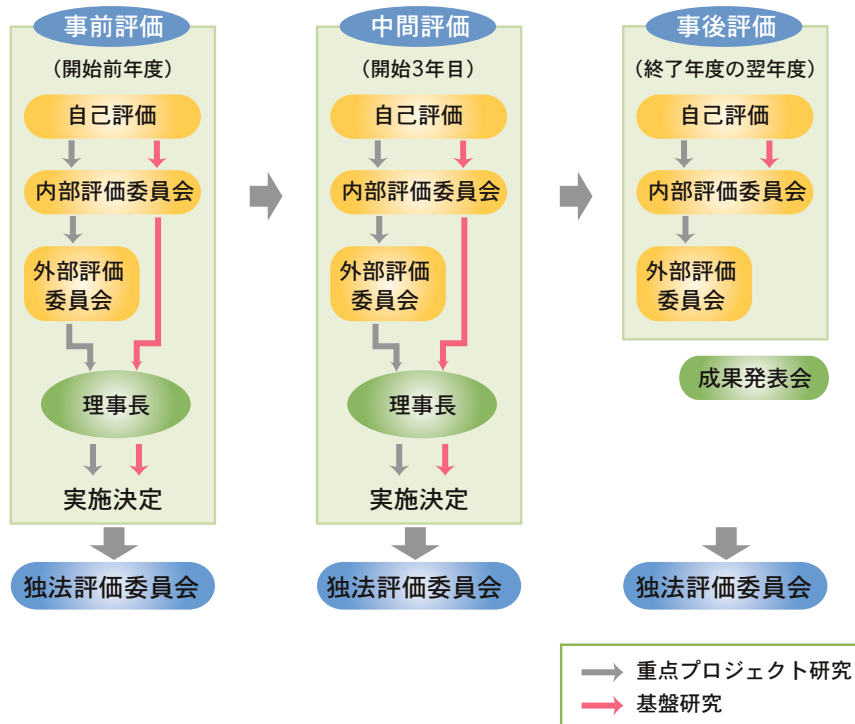 事前評価
(開始前年度)
自己評価
内部評価委員会
外部評価
委員会
理事長
実施決定
独法評価委員会
中間評価
(開始3年目)
自己評価
内部評価委員会
外部評価
委員会
理事長
実施決定
独法評価委員会
事後評価
(終了年度の翌年度)
自己評価
内部評価委員会
外部評価
委員会
成果発表会
独法評価委員会
重点プロジェクト研究
基盤研究